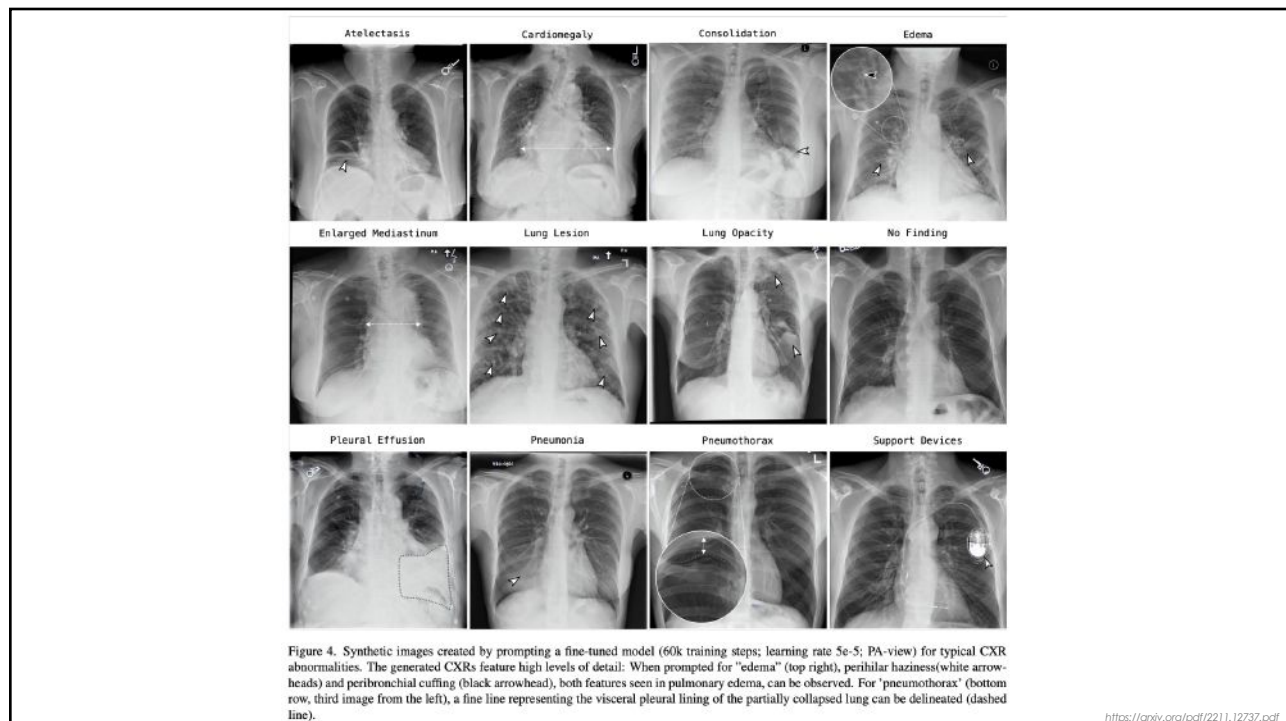 Atelectasis
Cardiomegaly
Consolidation
Edema
Enlarged Mediastinum
Lung Lesion
Lung Opacity
No Finding
Pleural Effusion
Pneumonia
Pneumothorax
Support Devices
Figure 4. Synthetic images created by prompting a fine-tuned model (60k training steps; learning rate 5e-5; PA-view) for typical CXR
abnormalities. The generated CXRs feature high levels of detail: When prompted for "edema" (top right), perihilar haziness(white arrow-
heads) and peribronchial cuffing (black arrowhead), both features seen in pulmonary edema, can be observed. For 'pneumothorax' (bottom
row, third image from the left), a fine line representing the visceral pleural lining of the partially collapsed lung can be delineated (dashed
line).
https://arxiv.org/pdf/2211.12737.pdf